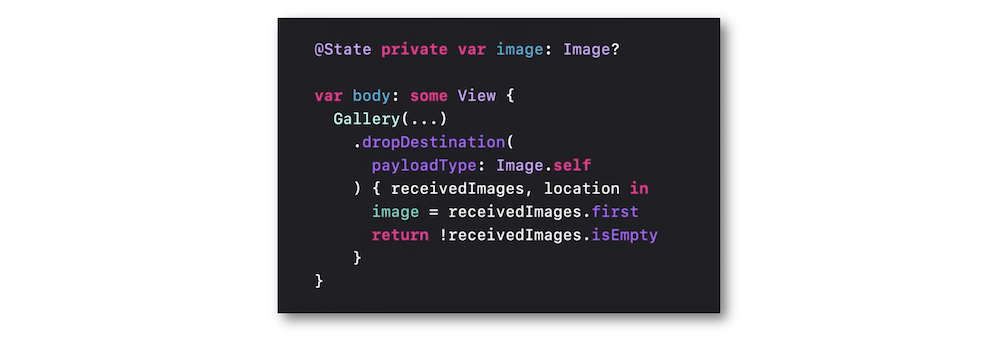 @State private var image: Image?
var body: some View {
Gallery(...)
.dropDestination(
payloadType: Image.self
) { receivedImages, location in
image = receivedImages.first
return !receivedImages.isEmpty
}
}